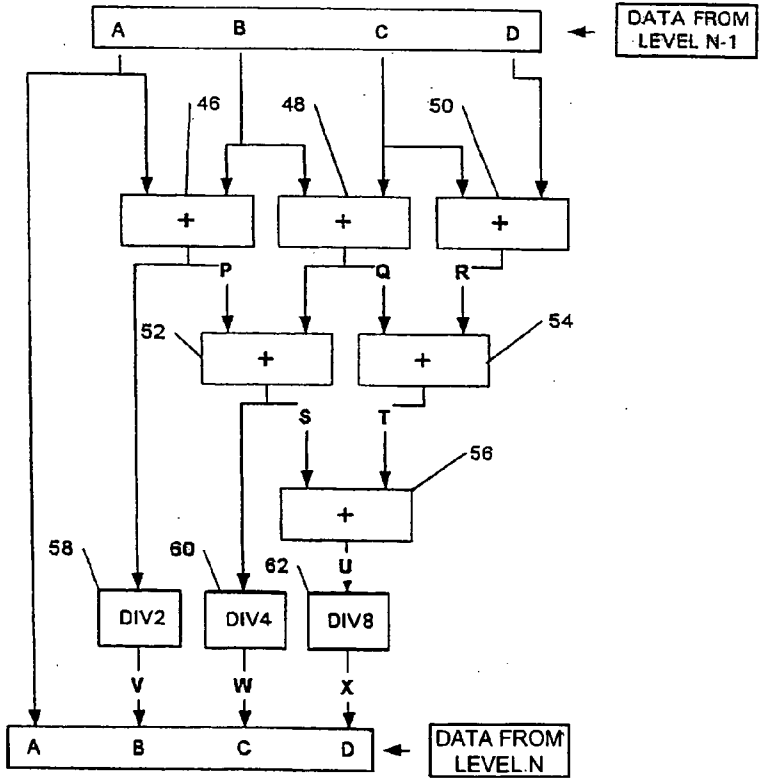 A B C D
DATA FROM
LEVEL N-1
46 48 50
+ + +
P Q R
52 54
+ +
S T
56
+
58 60 62 U
DIV2 DIV4 DIV8
V W X
A B C D
DATA FROM
LEVEL N